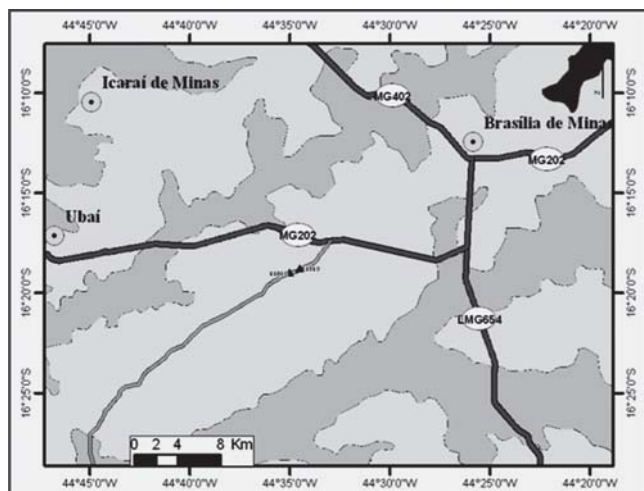 44°45'0"W 44°40'0"W 44°35'0"W 44°30'0"W 44°25'0"W 44°20'0"W
16°10'0"S 16°10'0"S
Icaraí de Minas
MG402
Brasília de Minas
MG202
16°15'0"S 16°15'0"S
Ubaí
MG202
16°20'0"S 16°20'0"S
LMG654
16°25'0"S 16°25'0"S
0 2 4 8 Km
44°45'0"W 44°40'0"W 44°35'0"W 44°30'0"W 44°25'0"W 44°20'0"W